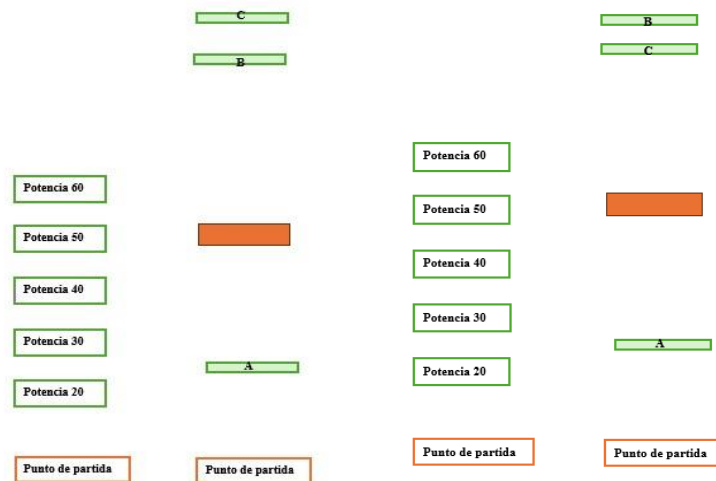 C
B
Potencia 60
Potencia 50
Potencia 40
Potencia 30
A
Potencia 20
Punto de partida
Punto de partida
B
C
Potencia 60
Potencia 50
Potencia 40
Potencia 30
A
Potencia 20
Punto de partida
Punto de partida